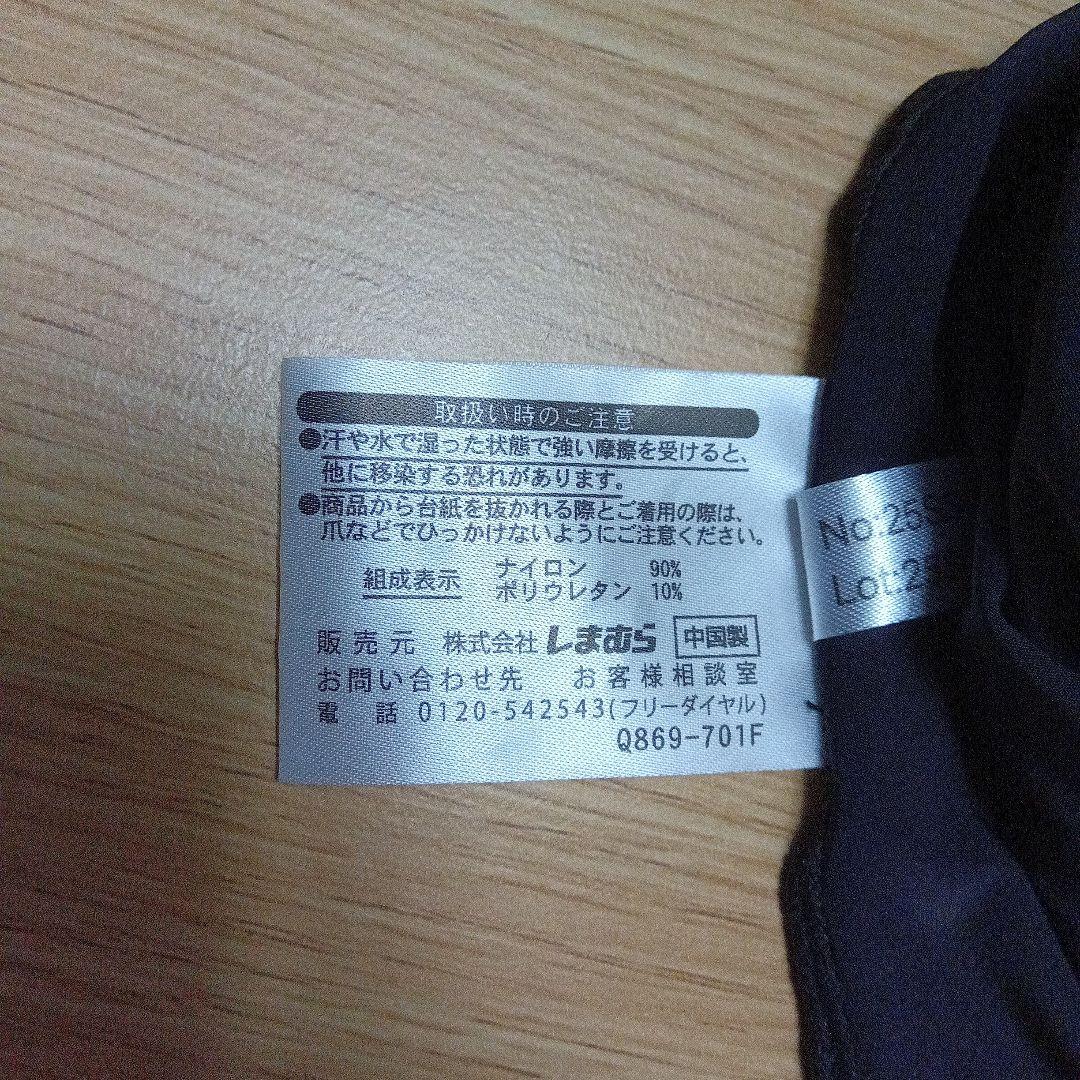 取扱い時のご注意
●汗や水で湿った状態で強い摩擦を受けると、
他に移染する恐れがあります。
●商品から台紙を抜かれる際とご着用の際は、
爪などでひっかけないようにご注意ください。
組成表示 ナイロン 90%
ポリウレタン 10%
販売元 株式会社しまむら 中国製
お問い合わせ先 お客様相談室
電話 0120-542543(フリーダイヤル)
Q869-701F
No.25
Lot.2